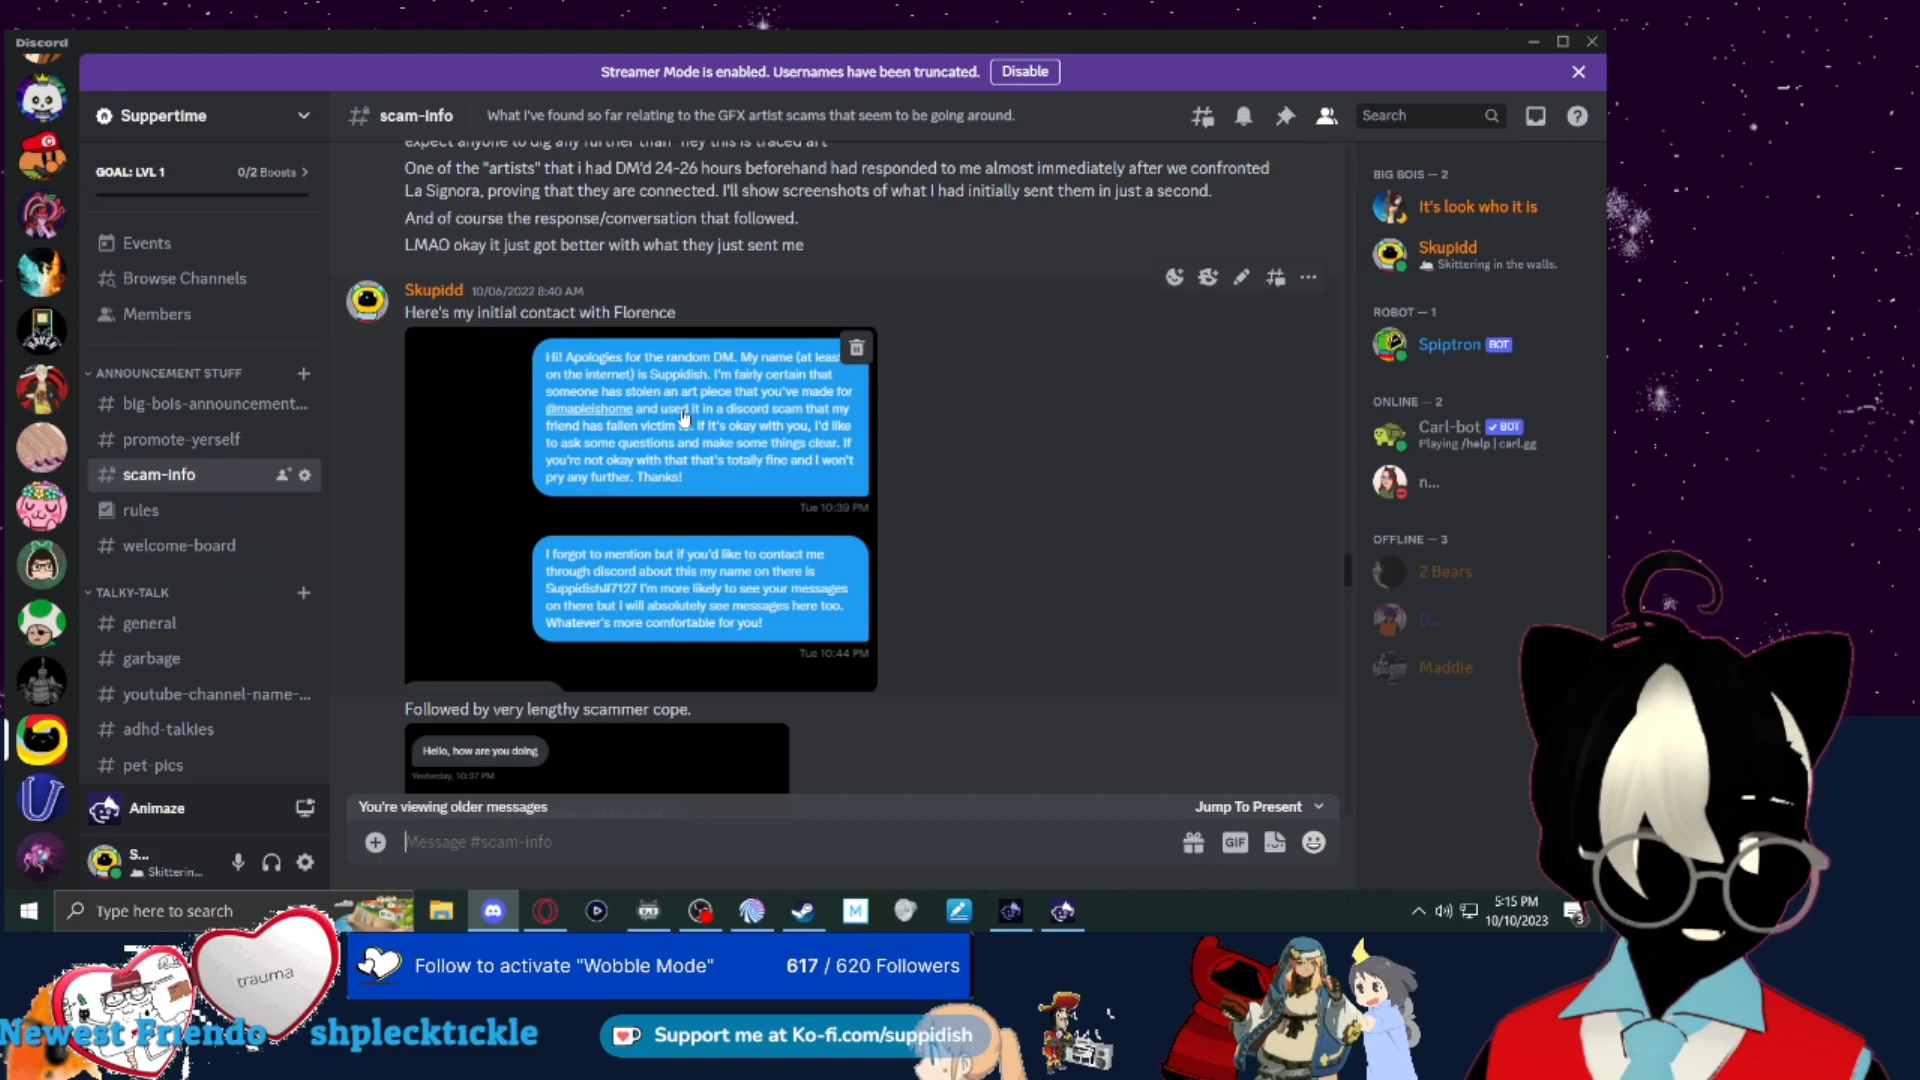 Discord
Streamer Mode is enabled. Usernames have been truncated.
Disable
Suppertime
scam-info
What I've found so far relating to the GFX artist scams that seem to be going around.
Search
GOAL: LVL 1
0/2 Boosts
Events
Browse Channels
Members
ANNOUNCEMENT STUFF
big-bois-announcement...
promote-yerself
scam-info
rules
welcome-board
TALKY-TALK
general
garbage
youtube-channel-name-...
adhd-talkies
pet-pics
Animaze
S...
Skitterin...
expect anyone to dig any further than "hey this is traced art"
One of the "artists" that i had DM'd 24-26 hours beforehand had responded to me almost immediately after we confronted
La Signora, proving that they are connected. I'll show screenshots of what I had initially sent them in just a second.
And of course the response/conversation that followed.
LMAO okay it just got better with what they just sent me
Skupidd 10/06/2022 8:40 AM
Here's my initial contact with Florence
Hi! Apologies for the random DM. My name (at least
on the internet) is Suppidish. I'm fairly certain that
someone has stolen an art piece that you've made for
@mapleishome and used it in a discord scam that my
friend has fallen victim If it's okay with you, I'd like
to ask some questions and make some things clear. If
you're not okay with that that's totally fine and I won't
pry any further. Thanks!
Tue 10:39 PM
I forgot to mention but if you'd like to contact me
through discord about this my name on there is
Suppidish#7127 I'm more likely to see your messages
on there but I will absolutely see messages here too.
Whatever's more comfortable for you!
Tue 10:44 PM
Followed by very lengthy scammer cope.
Hello, how are you doing
Yesterday, 10:37 PM
You're viewing older messages
Jump To Present
Message #scam-info
GIF
BIG BOIS — 2
It's look who it is
Skupidd
Skittering in the walls.
ROBOT — 1
Spiptron BOT
ONLINE — 2
Carl-bot BOT
Playing /help | carl.gg
n...
OFFLINE — 3
2 Bears
D...
Maddie
Type here to search
M
5:15 PM
10/10/2023
3
trauma
Follow to activate "Wobble Mode"
617 / 620 Followers
Newest Friendo
shplecktickle
Support me at Ko-fi.com/suppidish